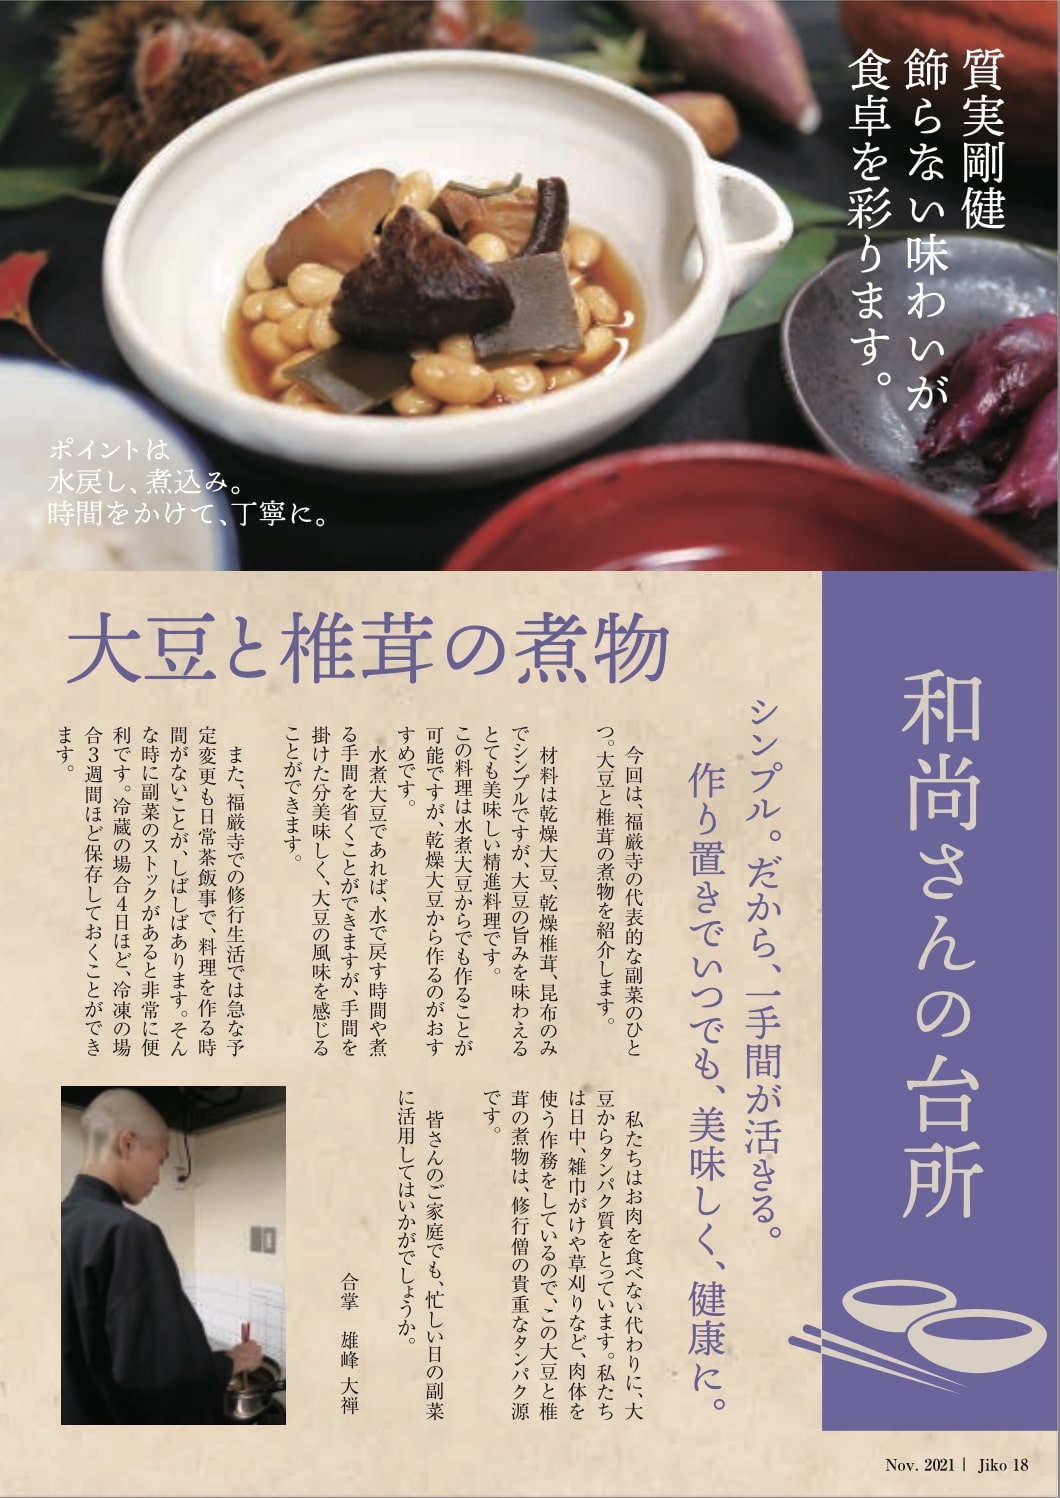 質実剛健
飾らない味わいが
食卓を彩ります。
ポイントは
水戻し、煮込み。
時間をかけて、丁寧に。
和尚さんの台所
大豆と椎茸の煮物
シンプル。だから、一手間が活きる。
作り置きでいつでも、美味しく、健康に。
今回は、福厳寺の代表的な副菜のひと
つ。大豆と椎茸の煮物を紹介します。
材料は乾燥大豆、乾燥椎茸、昆布のみ
でシンプルですが、大豆の旨みを味わえる
とても美味しい精進料理です。
この料理は水煮大豆からでも作ることが
可能ですが、乾燥大豆から作るのがおす
すめです。
水煮大豆であれば、水で戻す時間や煮
る手間を省くことができますが、手間を
掛けた分美味しく、大豆の風味を感じる
ことができます。
また、福厳寺での修行生活では急な予
定変更も日常茶飯事で、料理を作る時
間がないことが、しばしばあります。そん
な時に副菜のストックがあると非常に便
利です。冷蔵の場合4日ほど、冷凍の場
合3週間ほど保存しておくことができ
ます。
私たちはお肉を食べない代わりに、大
豆からタンパク質をとっています。私たち
は日中、雑巾がけや草刈りなど、肉体を
使う作務をしているので、この大豆と椎
茸の煮物は、修行僧の貴重なタンパク源
です。
皆さんのご家庭でも、忙しい日の副菜
に活用してはいかがでしょうか。
合掌 雄峰 大禅
Nov. 2021 | Jiko 18